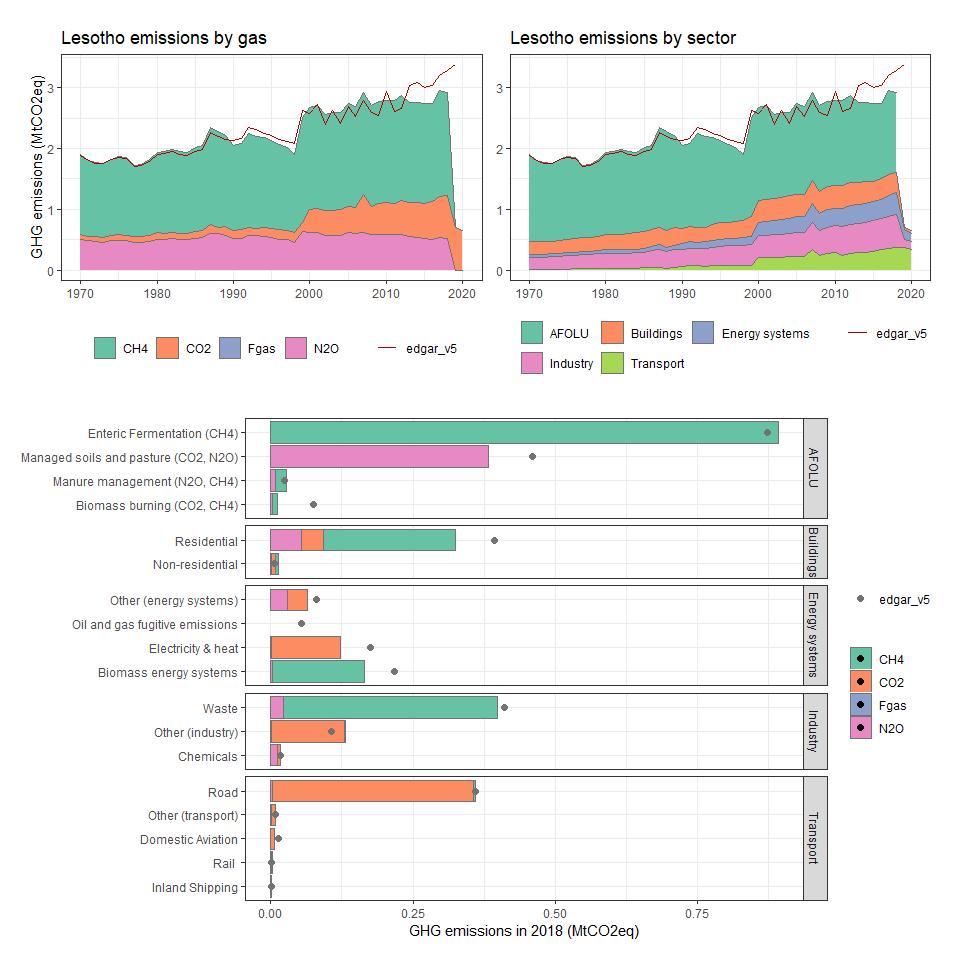 Lesotho emissions by gas
GHG emissions (MtCO2eq)
3
2
1
0
1970 1980 1990 2000 2010 2020
CH4 CO2 Fgas N2O edgar_v5
Lesotho emissions by sector
3
2
1
0
1970 1980 1990 2000 2010 2020
AFOLU Buildings Energy systems edgar_v5
Industry Transport
Enteric Fermentation (CH4)
Managed soils and pasture (CO2, N2O)
Manure management (N2O, CH4)
Biomass burning (CO2, CH4)
AFOLU
Residential
Non-residential
Buildings
Other (energy systems)
Oil and gas fugitive emissions
Electricity & heat
Biomass energy systems
Energy systems
Waste
Other (industry)
Chemicals
Industry
Road
Other (transport)
Domestic Aviation
Rail
Inland Shipping
Transport
0.00 0.25 0.50 0.75
GHG emissions in 2018 (MtCO2eq)
edgar_v5
CH4
CO2
Fgas
N2O